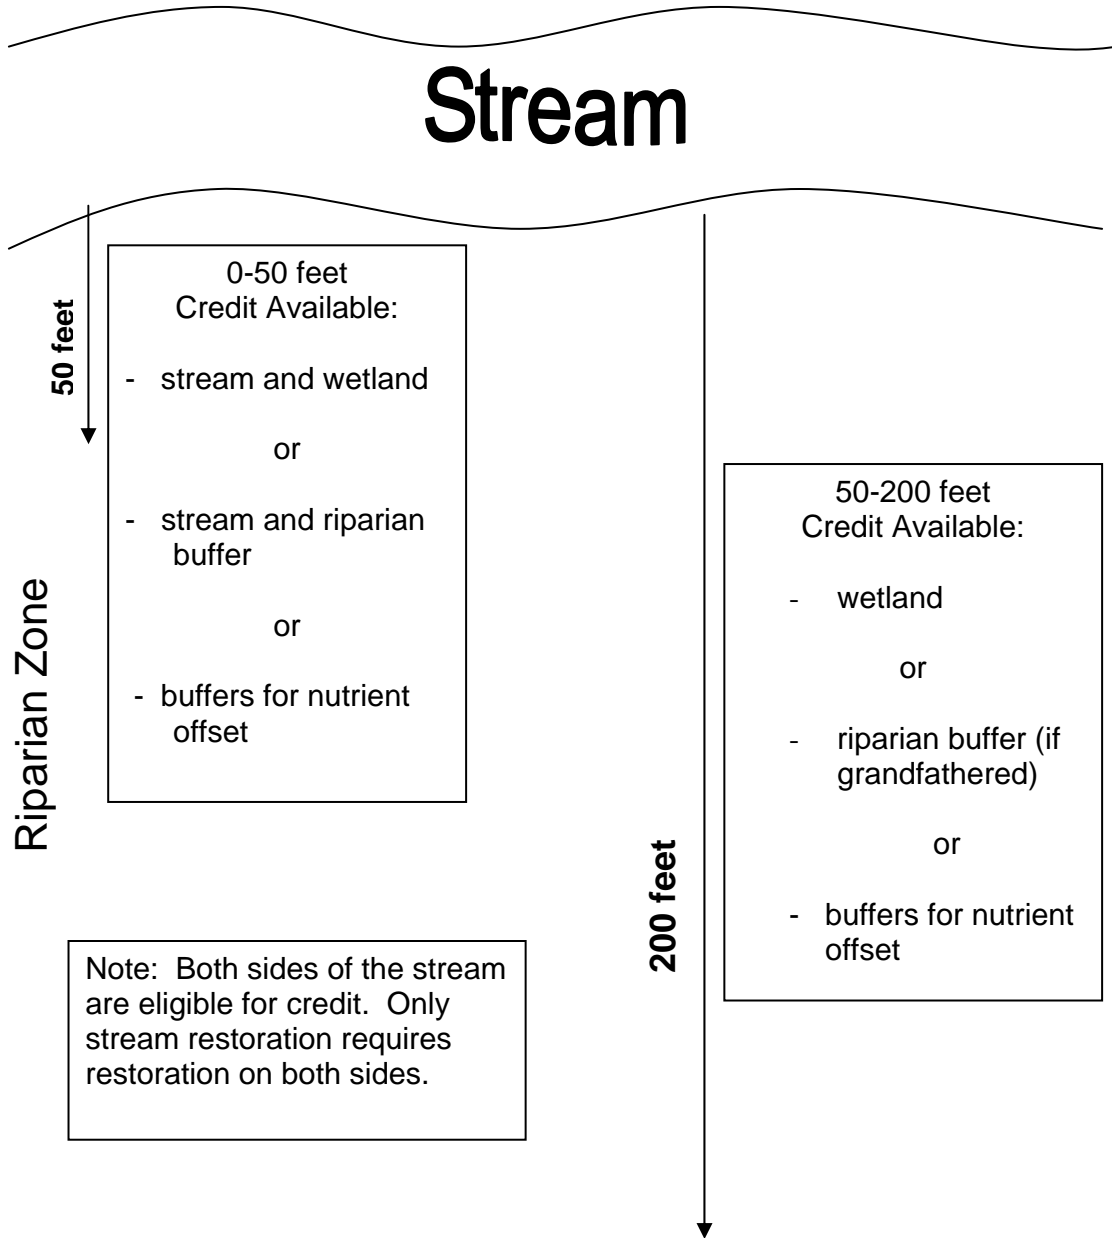 Stream
50 feet
0-50 feet
Credit Available:
- stream and wetland
or
- stream and riparian
buffer
or
- buffers for nutrient
offset
Riparian Zone
Note: Both sides of the stream
are eligible for credit. Only
stream restoration requires
restoration on both sides.
200 feet
50-200 feet
Credit Available:
- wetland
or
- riparian buffer (if
grandfathered)
or
- buffers for nutrient
offset